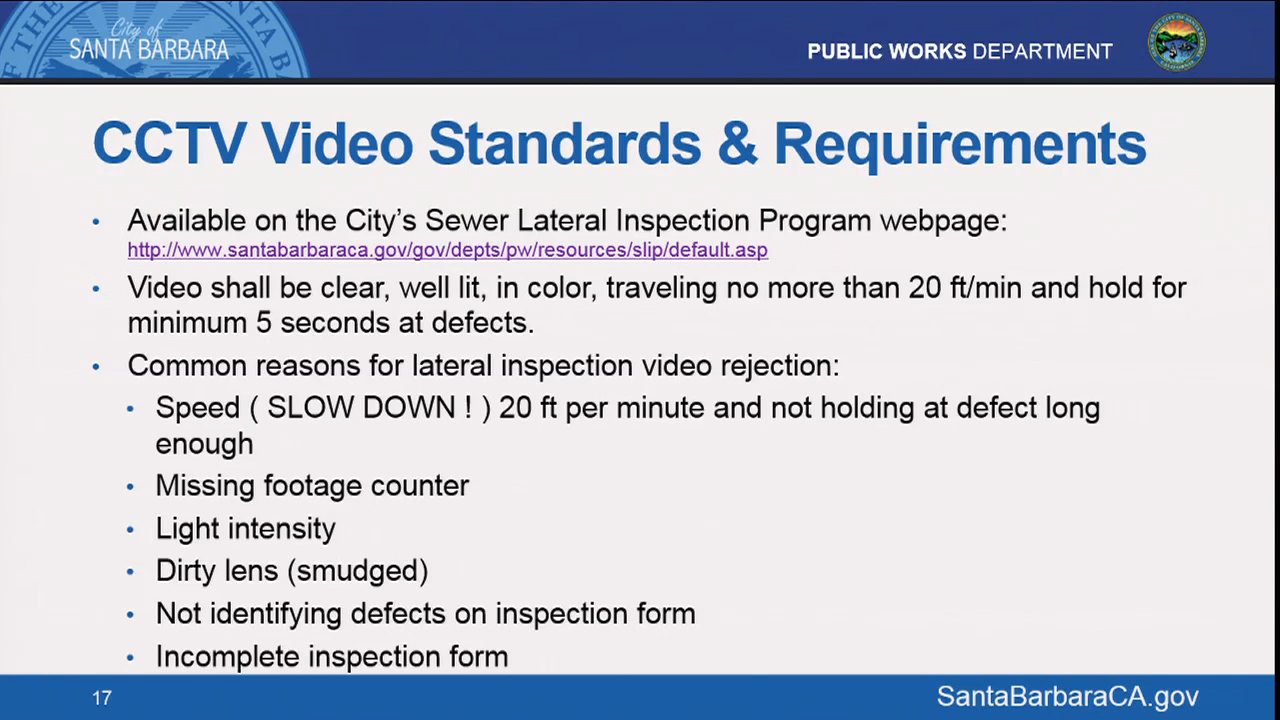 City of
SANTA BARBARA
PUBLIC WORKS DEPARTMENT
CCTV Video Standards & Requirements
• Available on the City's Sewer Lateral Inspection Program webpage:
http://www.santabarbaraca.gov/gov/depts/pw/resources/slip/default.asp
• Video shall be clear, well lit, in color, traveling no more than 20 ft/min and hold for
minimum 5 seconds at defects.
• Common reasons for lateral inspection video rejection:
• Speed ( SLOW DOWN ! ) 20 ft per minute and not holding at defect long
enough
• Missing footage counter
• Light intensity
• Dirty lens (smudged)
• Not identifying defects on inspection form
• Incomplete inspection form
17
SantaBarbaraCA.gov